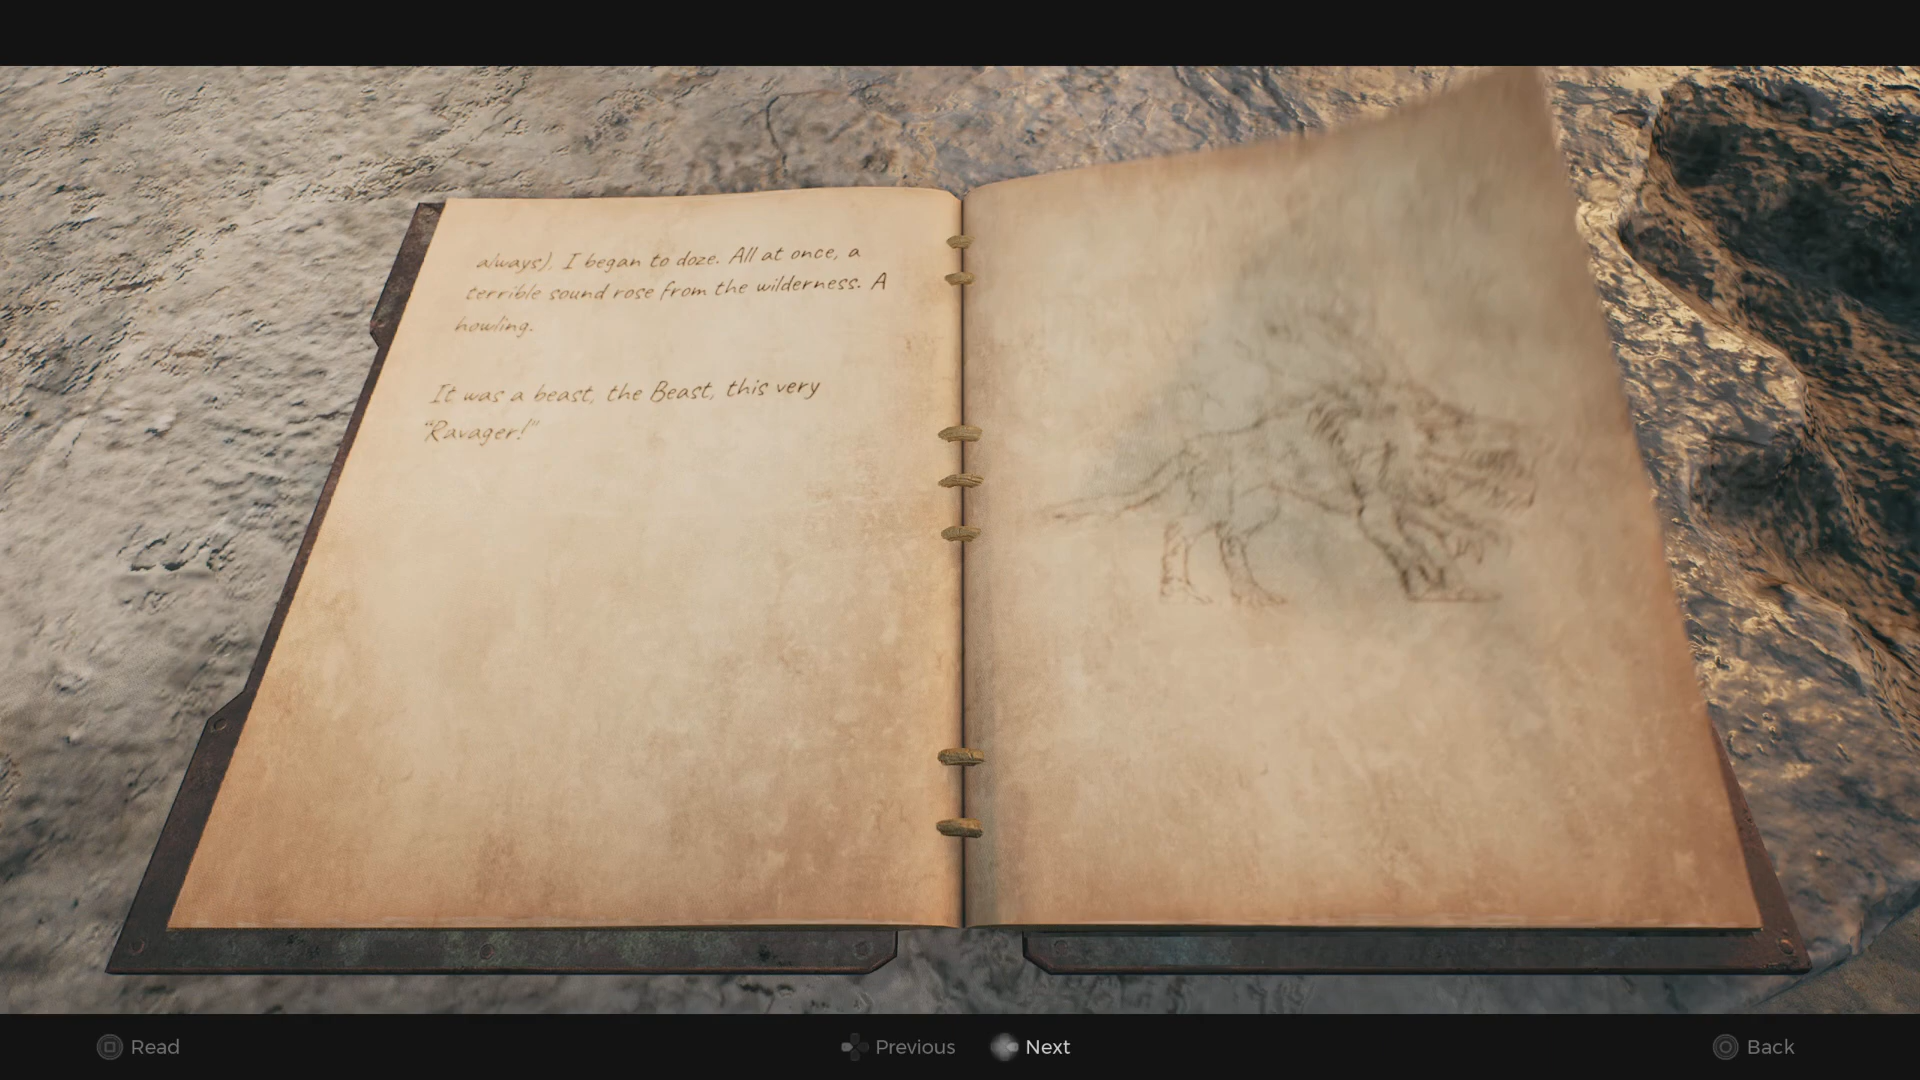 always), I began to doze. All at once, a
terrible sound rose from the wilderness. A
howling.
It was a beast, the Beast, this very
"Ravager!"
Read
Previous
Next
Back